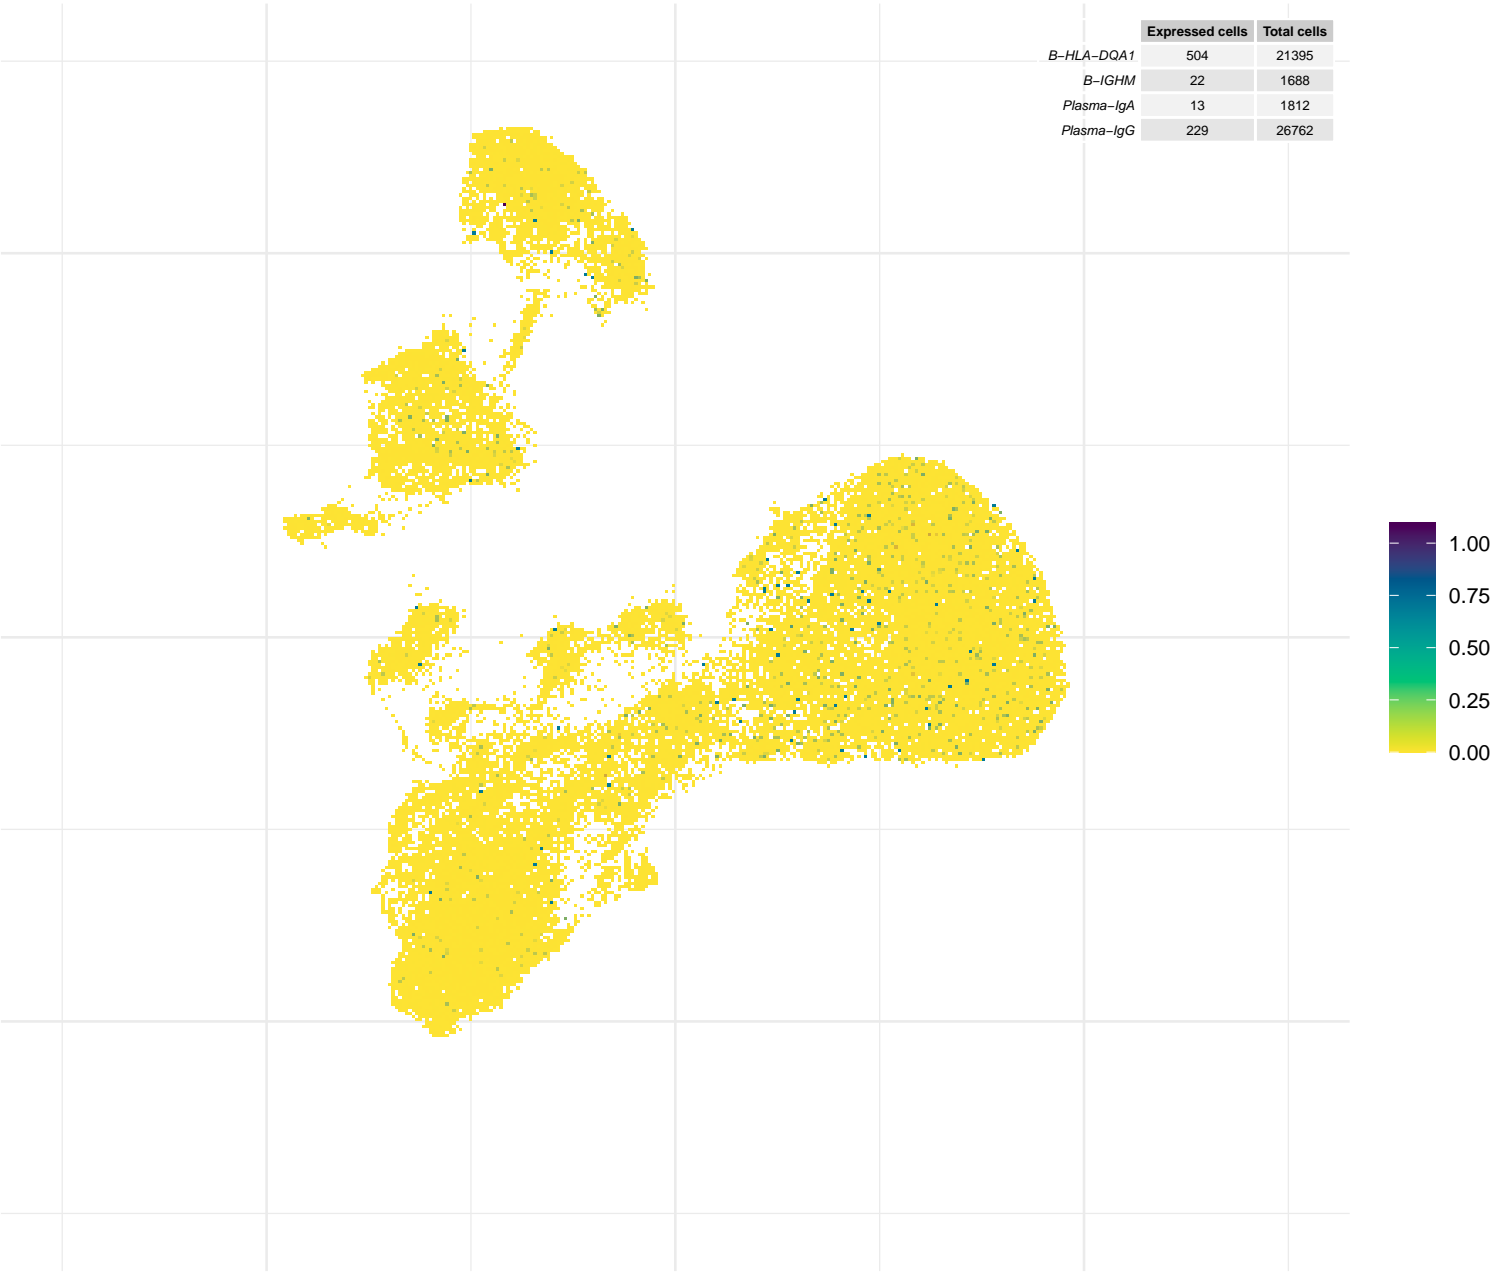 Expressed cells Total cells
B−HLA−DQA1 504 21395
B−IGHM 22 1688
Plasma−IgA 13 1812
Plasma−IgG 229 26762
1.00
0.75
0.50
0.25
0.00